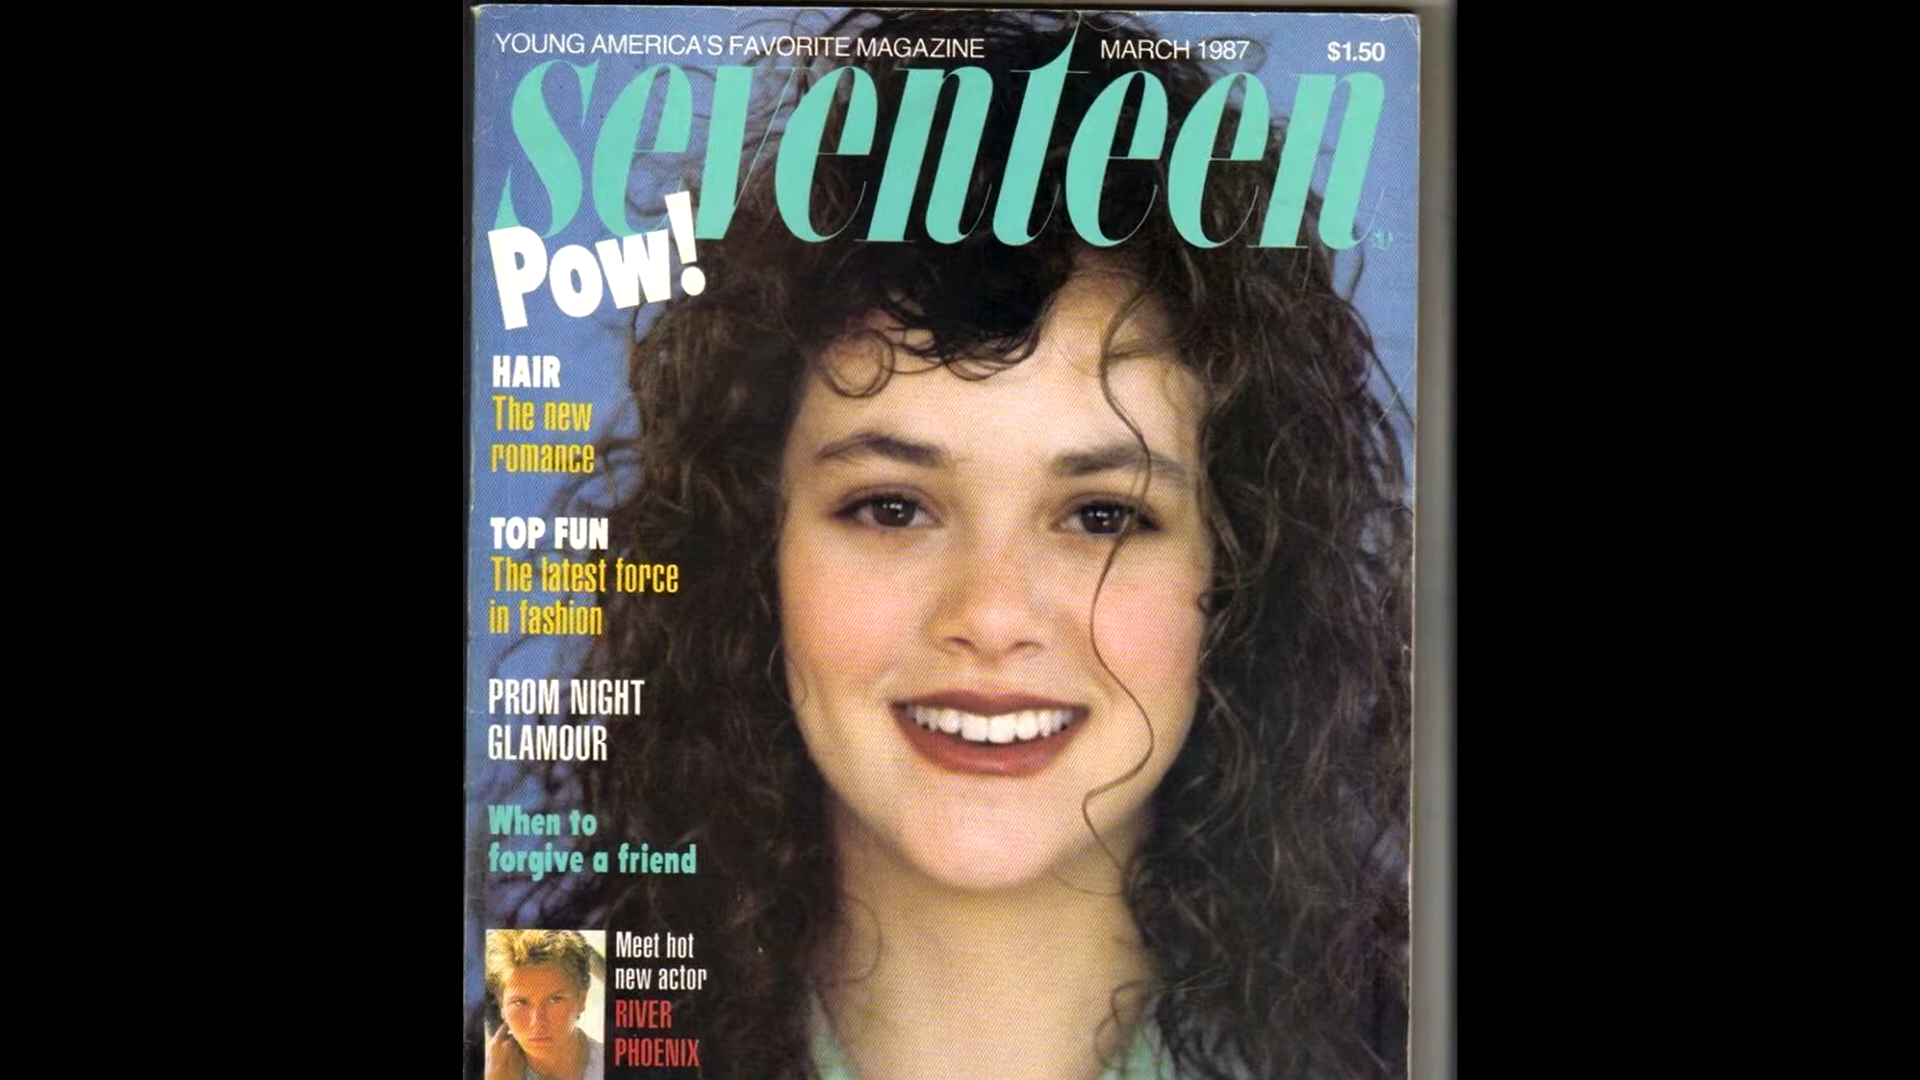 YOUNG AMERICA'S FAVORITE MAGAZINE
MARCH 1987
$1.50
seventeen
Pow!
HAIR
The new
romance
TOP FUN
The latest force
in fashion
PROM NIGHT
GLAMOUR
When to
forgive a friend
Meet hot
new actor
RIVER
PHOENIX